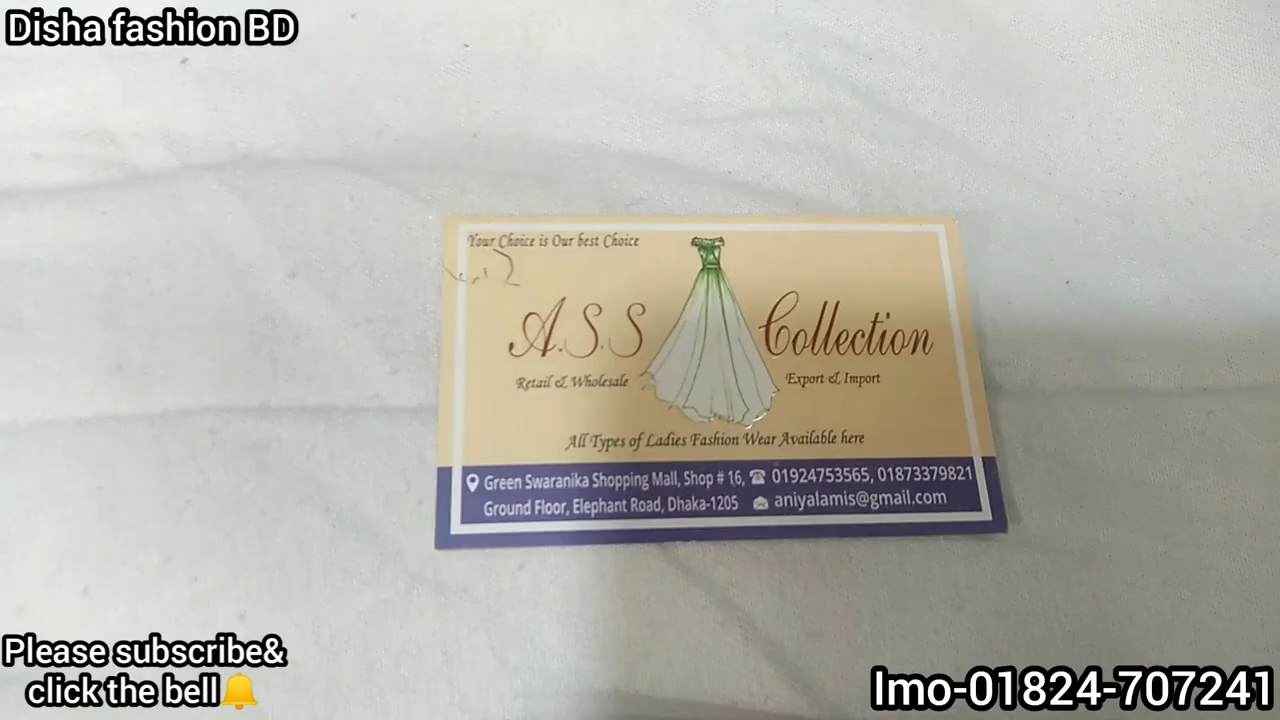 Disha fashion BD
Your Choice is Our best Choice
A.S.S Collection
Retail & Wholesale
Export & Import
All Types of Ladies Fashion Wear Available here
Green Swaranika Shopping Mall, Shop # 16,
Ground Floor, Elephant Road, Dhaka-1205
01924753565, 01873379821
aniyalamis@gmail.com
Please subscribe&
click the bell🔔
Imo-01824-707241